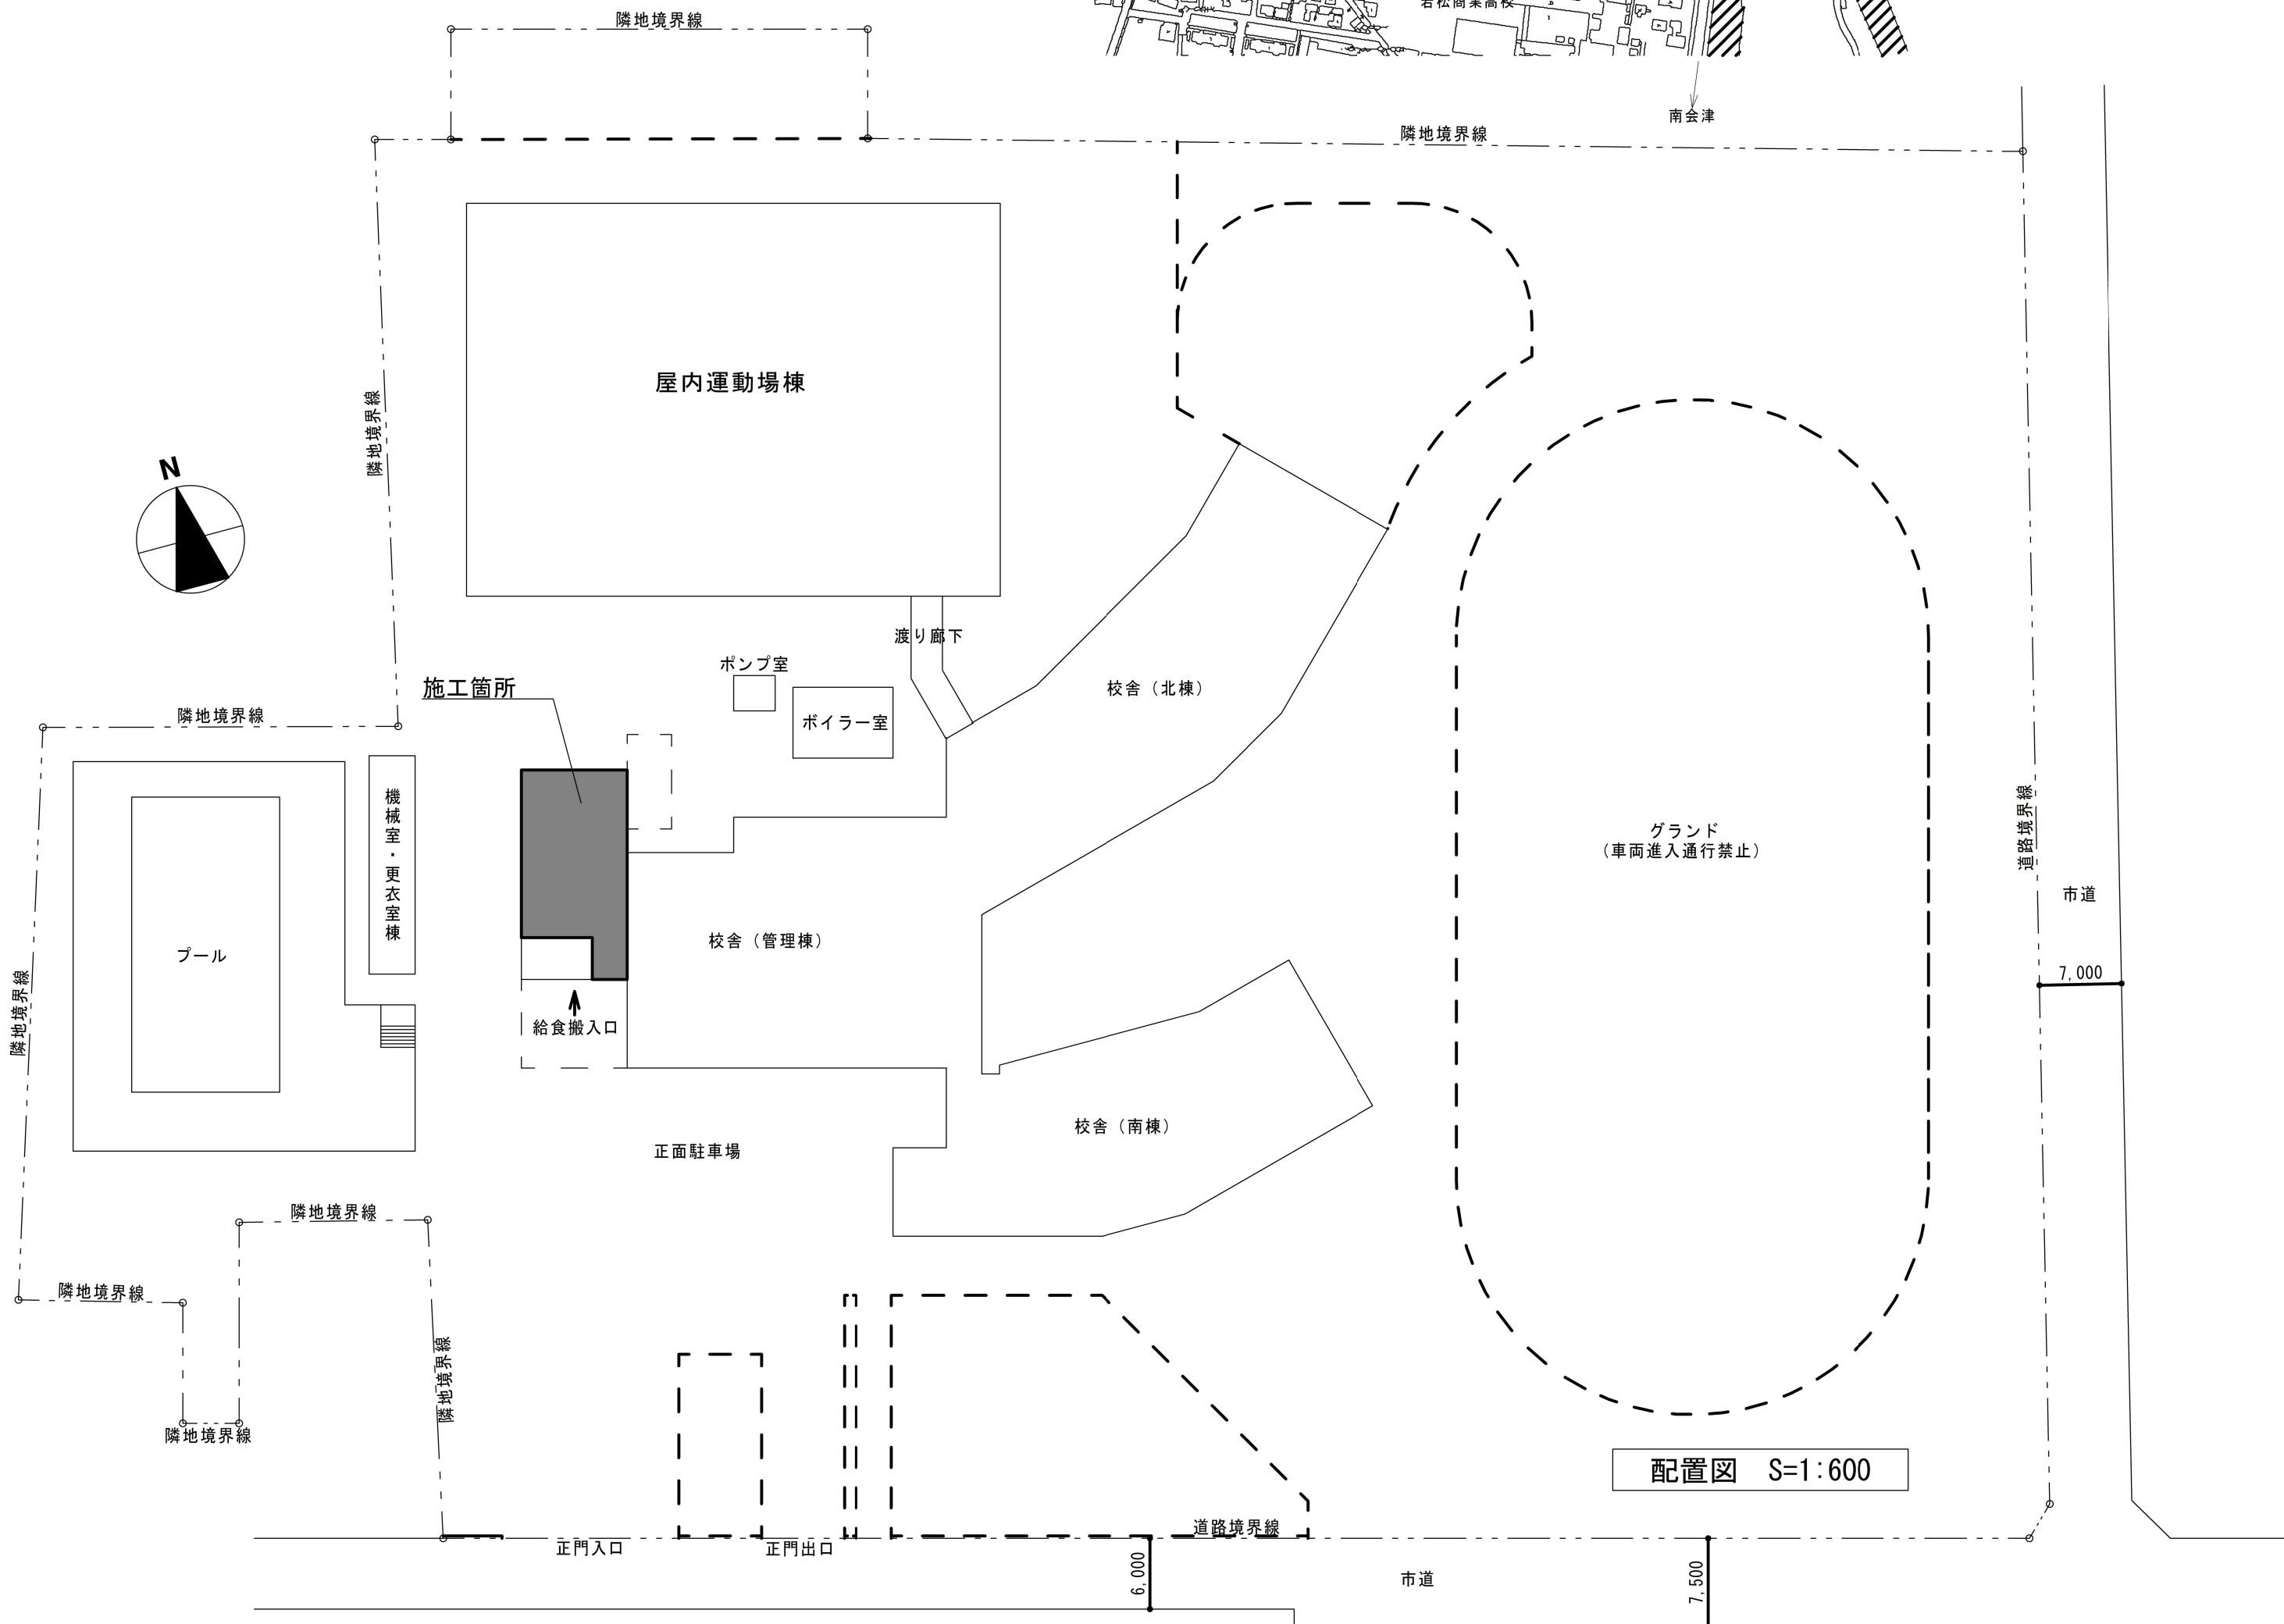 若松商業高校
隣地境界線
南会津
隣地境界線
屋内運動場棟
隣地境界線
N
渡り廊下
ポンプ室
施工箇所
校舎（北棟）
隣地境界線
ボイラー室
機械室・更衣室棟
グランド
（車両進入通行禁止）
道路境界線
市道
校舎（管理棟）
プール
7,000
隣地境界線
給食搬入口
校舎（南棟）
正面駐車場
隣地境界線
隣地境界線
隣地境界線
隣地境界線
配置図　S=1:600
道路境界線
正門入口
正門出口
6,000
市道
7,500